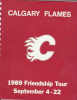 CALGARY FLAMES
1989 Friendship Tour
September 4-22